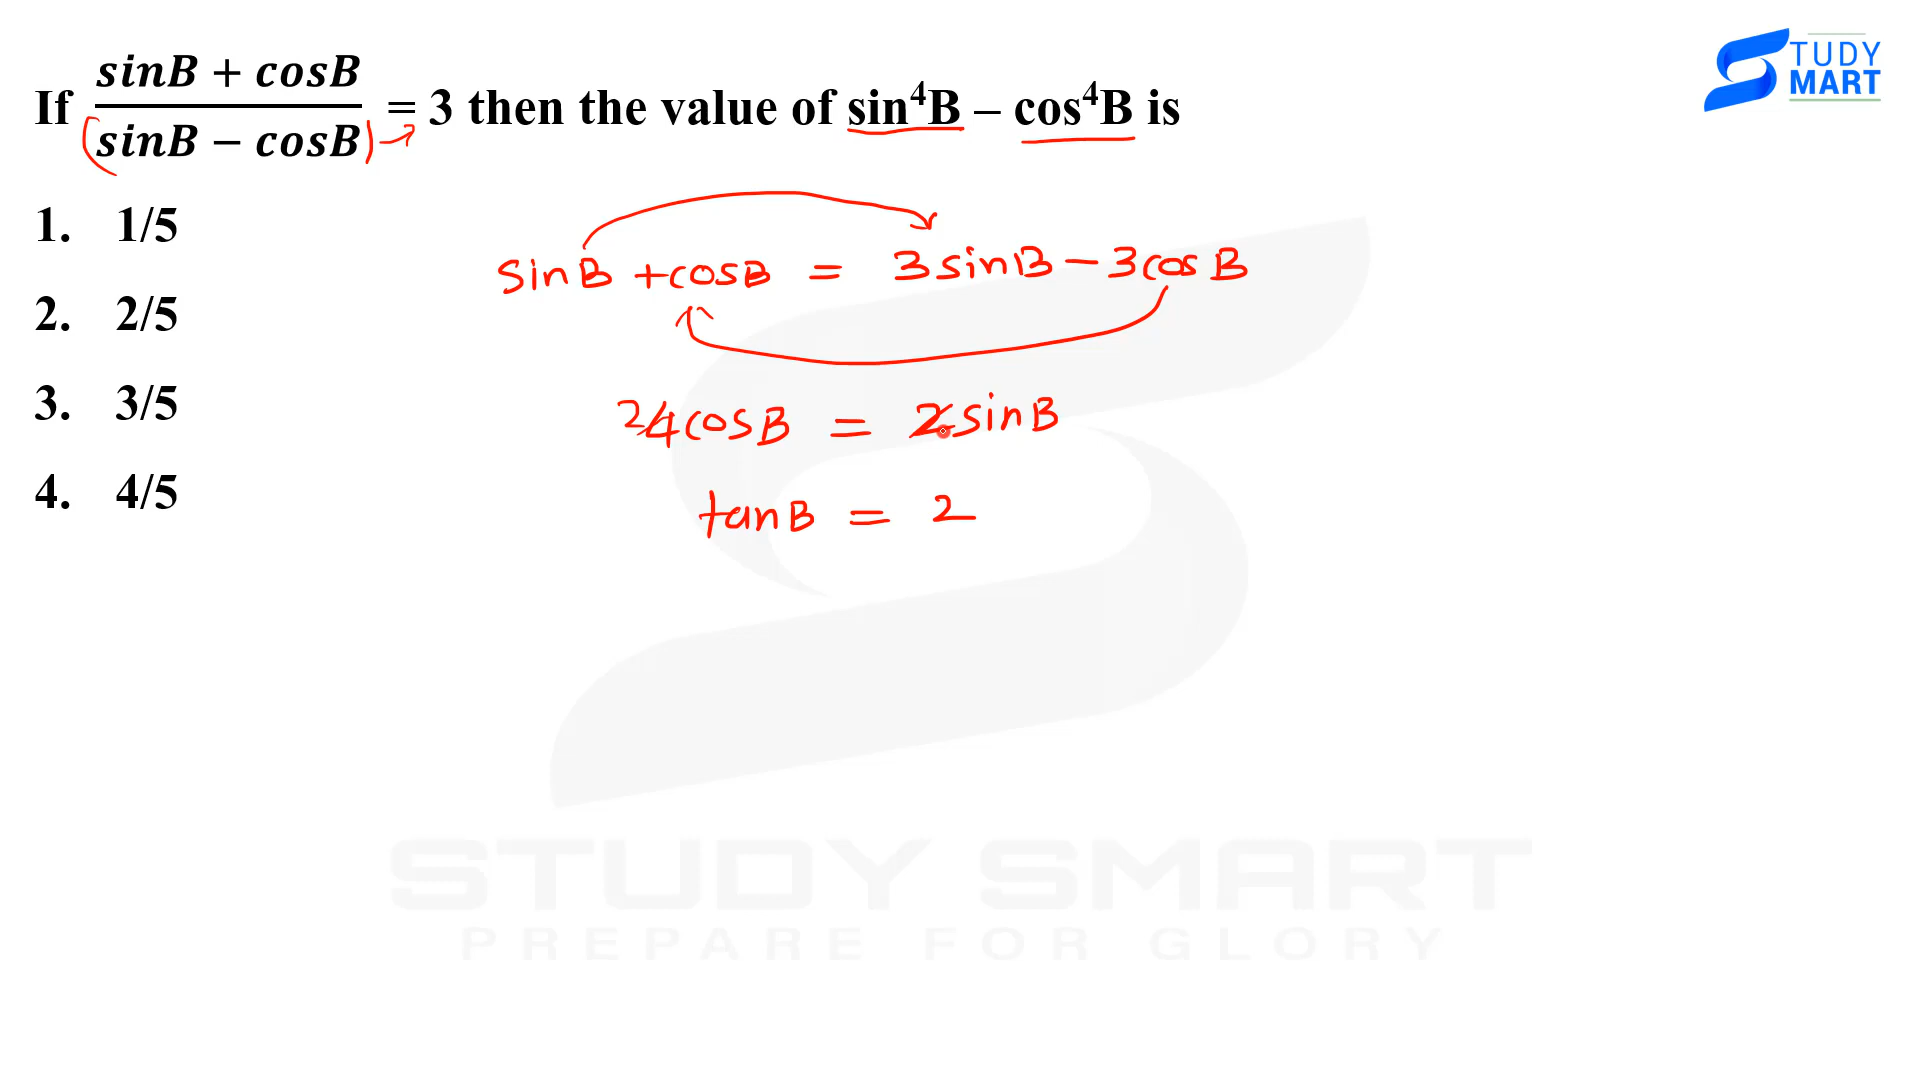 If (sinB + cosB)/(sinB − cosB) = 3 then the value of sin⁴B – cos⁴B is
STUDY
MART
1. 1/5
sinB + cosB = 3sinB − 3cosB
2. 2/5
3. 3/5
24cosB = 2sinB
4. 4/5
tanB = 2
STUDY SMART
PREPARE FOR GLORY